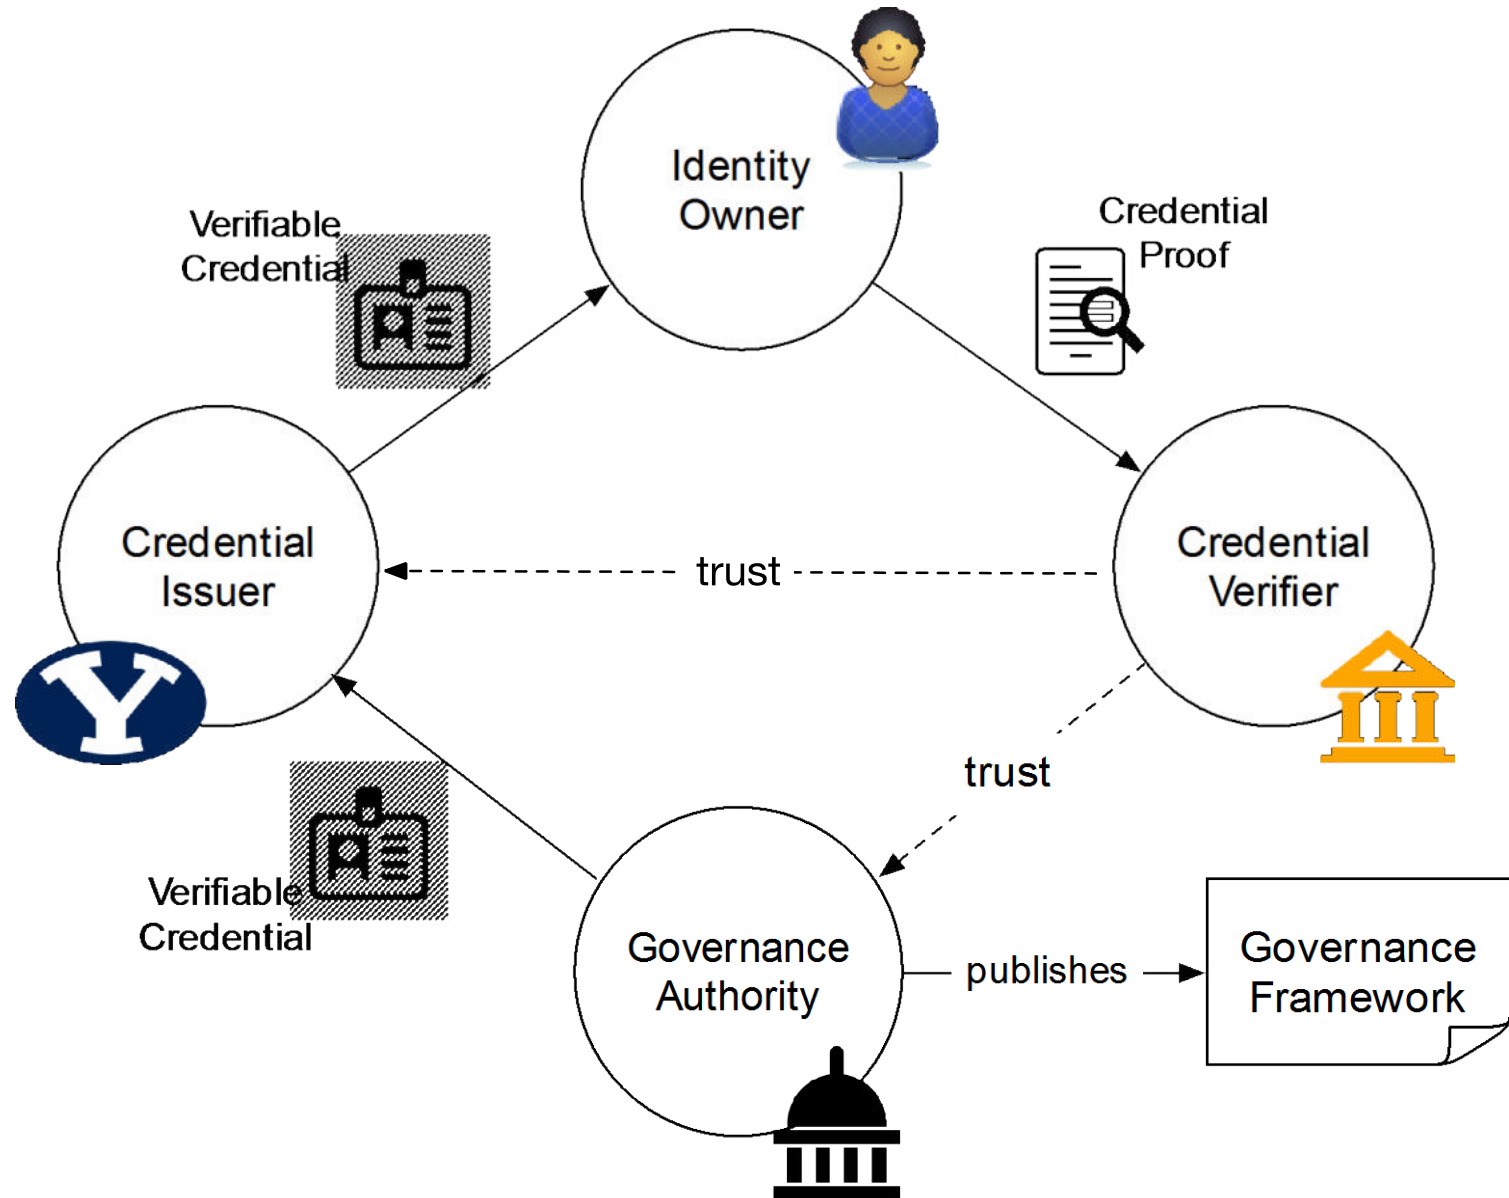 Identity
Owner
Verifiable
Credential
Credential
Proof
Credential
Issuer
trust
Credential
Verifier
Y
trust
Verifiable
Credential
Governance
Authority
publishes
Governance
Framework